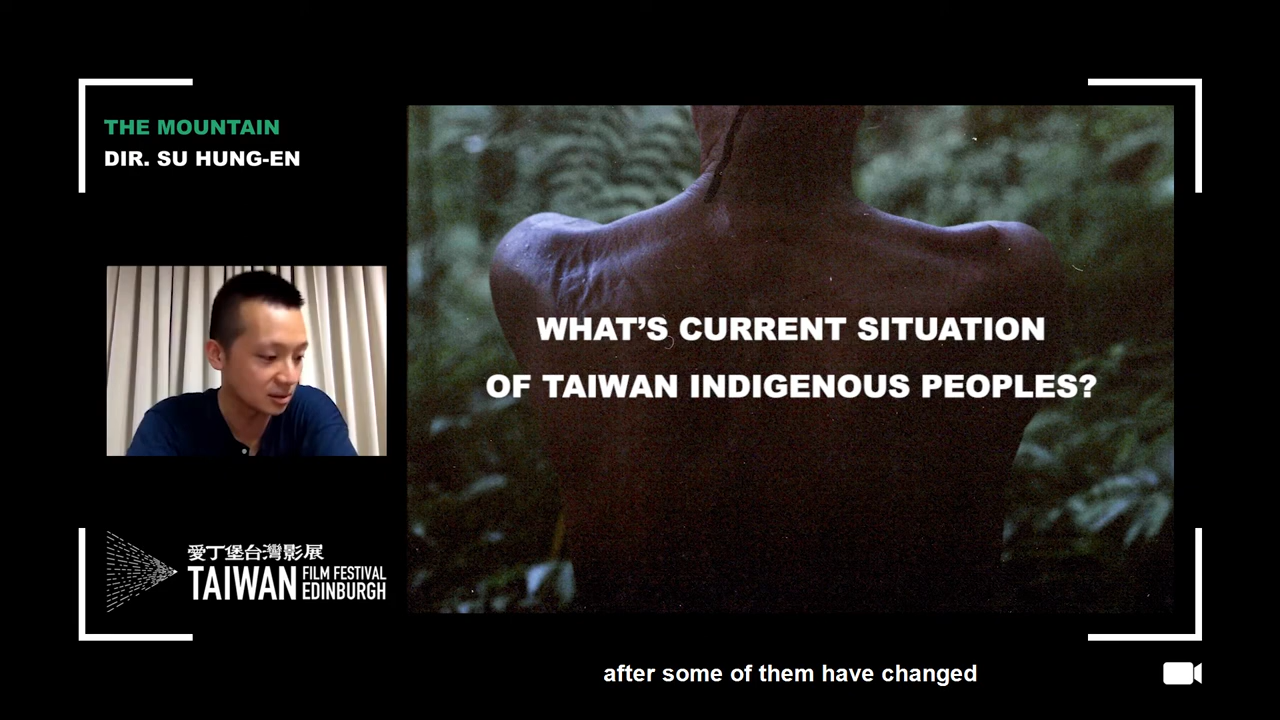 THE MOUNTAIN
DIR. SU HUNG-EN
WHAT'S CURRENT SITUATION
OF TAIWAN INDIGENOUS PEOPLES?
愛丁堡台灣影展
TAIWAN FILM FESTIVAL
EDINBURGH
after some of them have changed